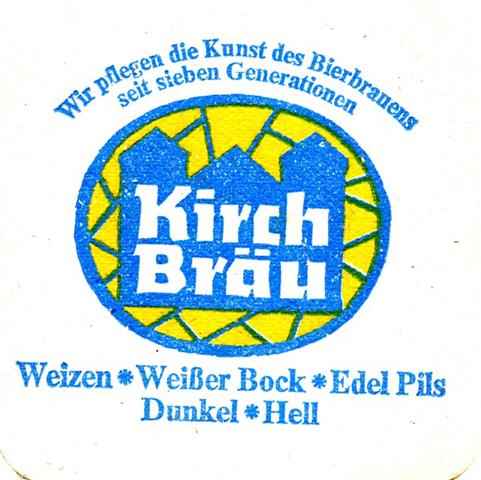 Wir pflegen die Kunst des Bierbrauens
seit sieben Generationen
Kirch
Bräu
Weizen * Weißer Bock * Edel Pils
Dunkel * Hell